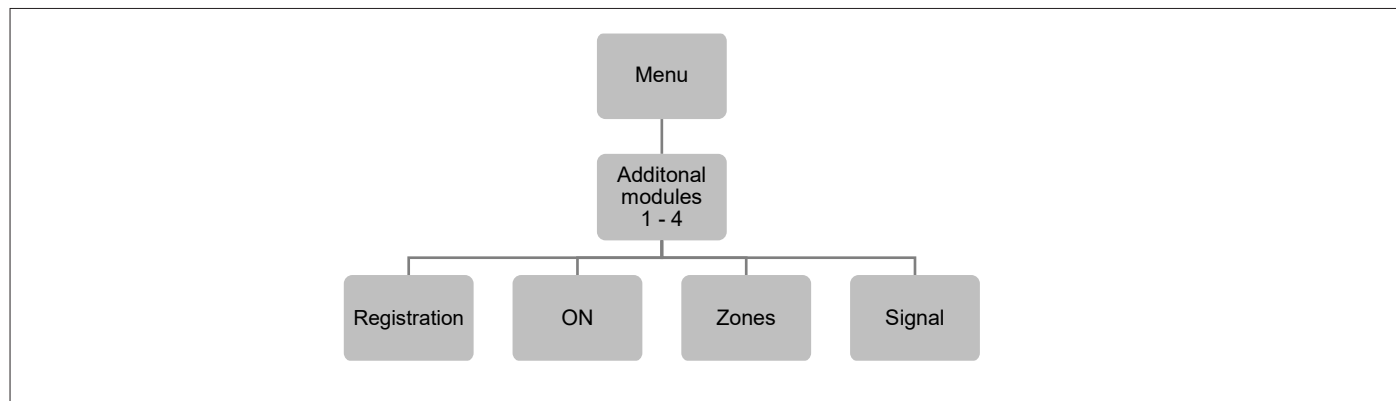 Menu
Additonal
modules
1 - 4
Registration
ON
Zones
Signal